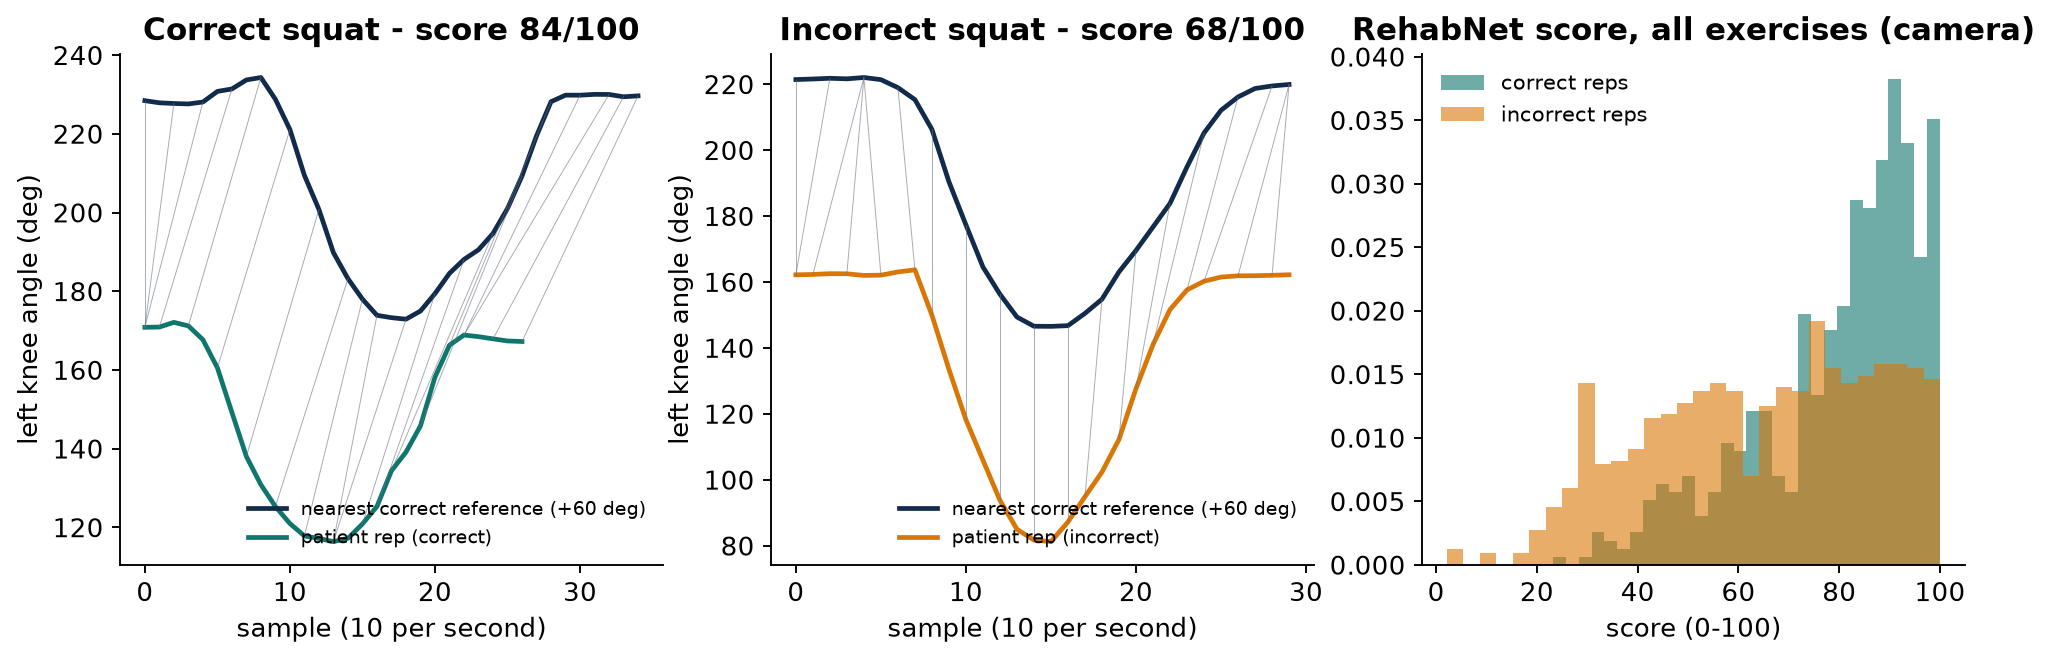 Correct squat - score 84/100
240
220
200
180
160
140
120
left knee angle (deg)
nearest correct reference (+60 deg)
patient rep (correct)
0 10 20 30
sample (10 per second)
Incorrect squat - score 68/100
220
200
180
160
140
120
100
80
left knee angle (deg)
nearest correct reference (+60 deg)
patient rep (incorrect)
0 10 20 30
sample (10 per second)
RehabNet score, all exercises (camera)
0.040
0.035
0.030
0.025
0.020
0.015
0.010
0.005
0.000
correct reps
incorrect reps
0 20 40 60 80 100
score (0-100)